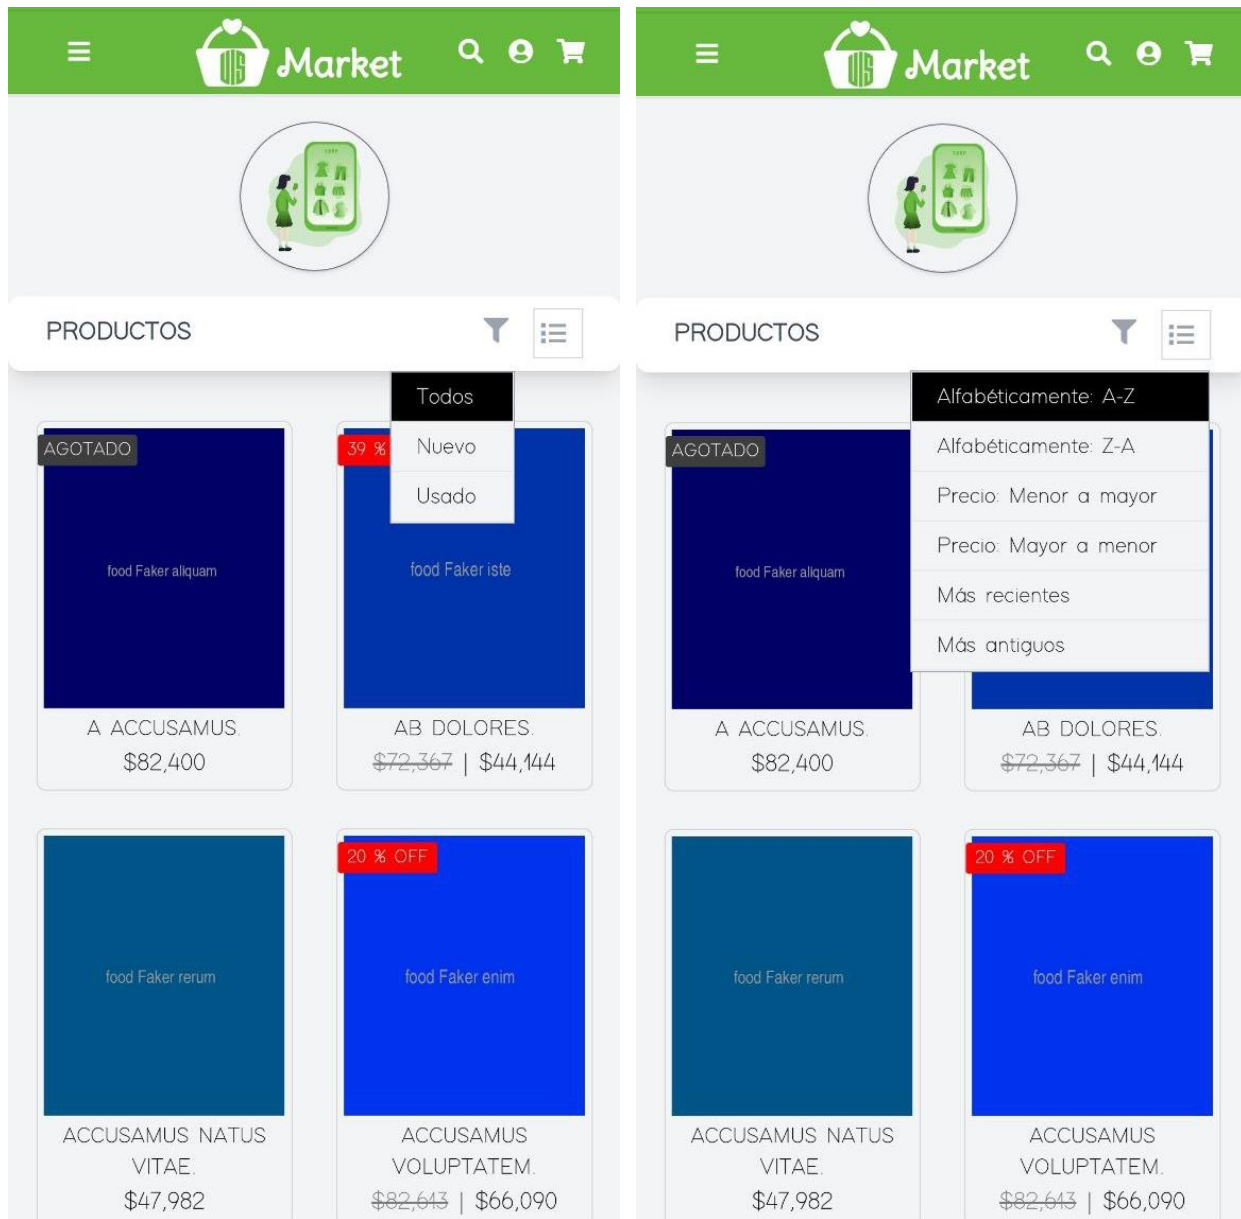 UIS Market
PRODUCTOS
Todos
Nuevo
Usado
AGOTADO
39 %
food Faker aliquam
food Faker iste
A ACCUSAMUS.
$82,400
AB DOLORES.
$72,367 | $44,144
20 % OFF
food Faker rerum
food Faker enim
ACCUSAMUS NATUS
VITAE.
$47,982
ACCUSAMUS
VOLUPTATEM.
$82,613 | $66,090
UIS Market
PRODUCTOS
Alfabéticamente: A-Z
Alfabéticamente: Z-A
Precio: Menor a mayor
Precio: Mayor a menor
Más recientes
Más antiguos
AGOTADO
food Faker aliquam
A ACCUSAMUS.
$82,400
AB DOLORES.
$72,367 | $44,144
20 % OFF
food Faker rerum
food Faker enim
ACCUSAMUS NATUS
VITAE.
$47,982
ACCUSAMUS
VOLUPTATEM.
$82,613 | $66,090